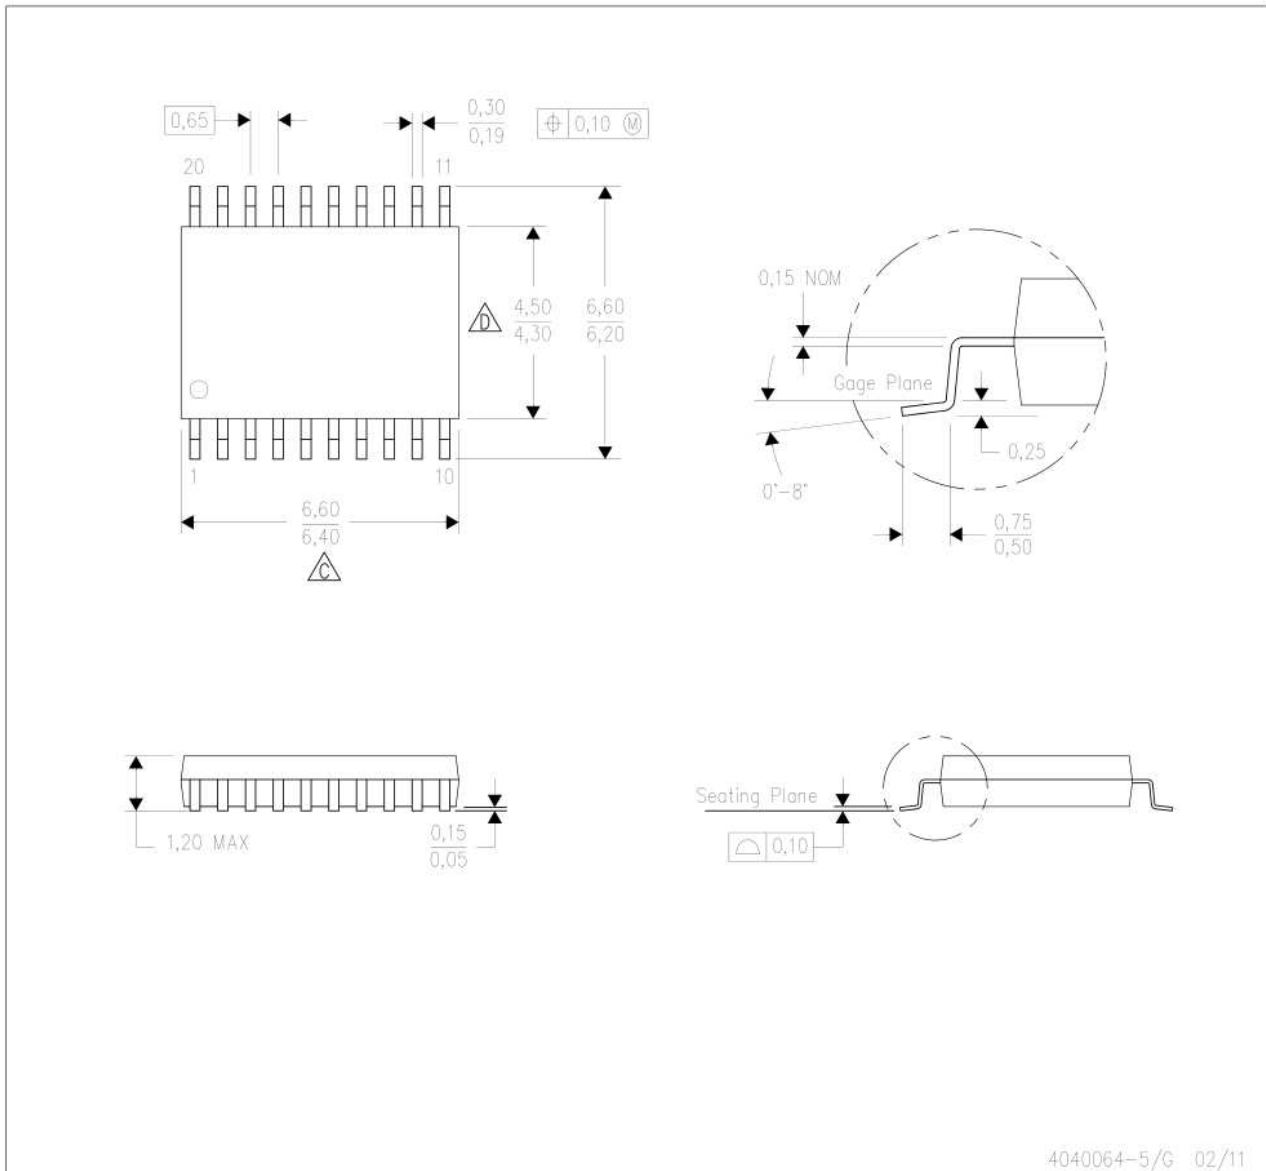 0,65
0,30
0,19
0,10 M
20
11
D
4,50
4,30
6,60
6,20
1
10
6,60
6,40
C
0,15 NOM
Gage Plane
0,25
0°–8°
0,75
0,50
1,20 MAX
0,15
0,05
Seating Plane
0,10
4040064–5/G 02/11